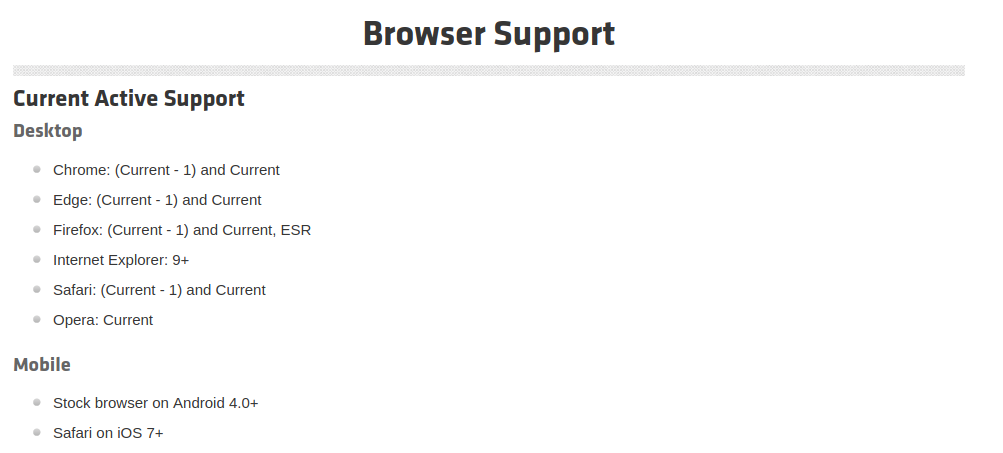 Browser Support
Current Active Support
Desktop
Chrome: (Current - 1) and Current
Edge: (Current - 1) and Current
Firefox: (Current - 1) and Current, ESR
Internet Explorer: 9+
Safari: (Current - 1) and Current
Opera: Current
Mobile
Stock browser on Android 4.0+
Safari on iOS 7+